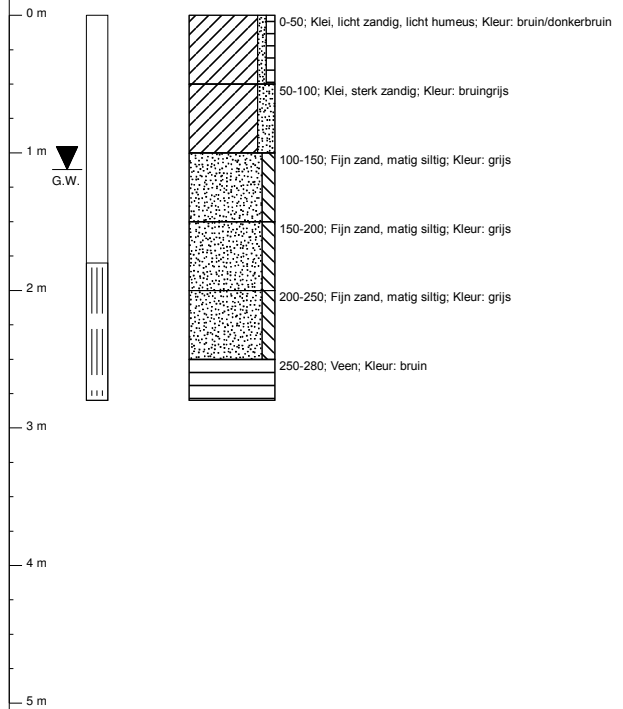 0 m
0-50; Klei, licht zandig, licht humeus; Kleur: bruin/donkerbruin
50-100; Klei, sterk zandig; Kleur: bruingrijs
1 m
100-150; Fijn zand, matig siltig; Kleur: grijs
G.W.
150-200; Fijn zand, matig siltig; Kleur: grijs
2 m
200-250; Fijn zand, matig siltig; Kleur: grijs
250-280; Veen; Kleur: bruin
3 m
4 m
5 m